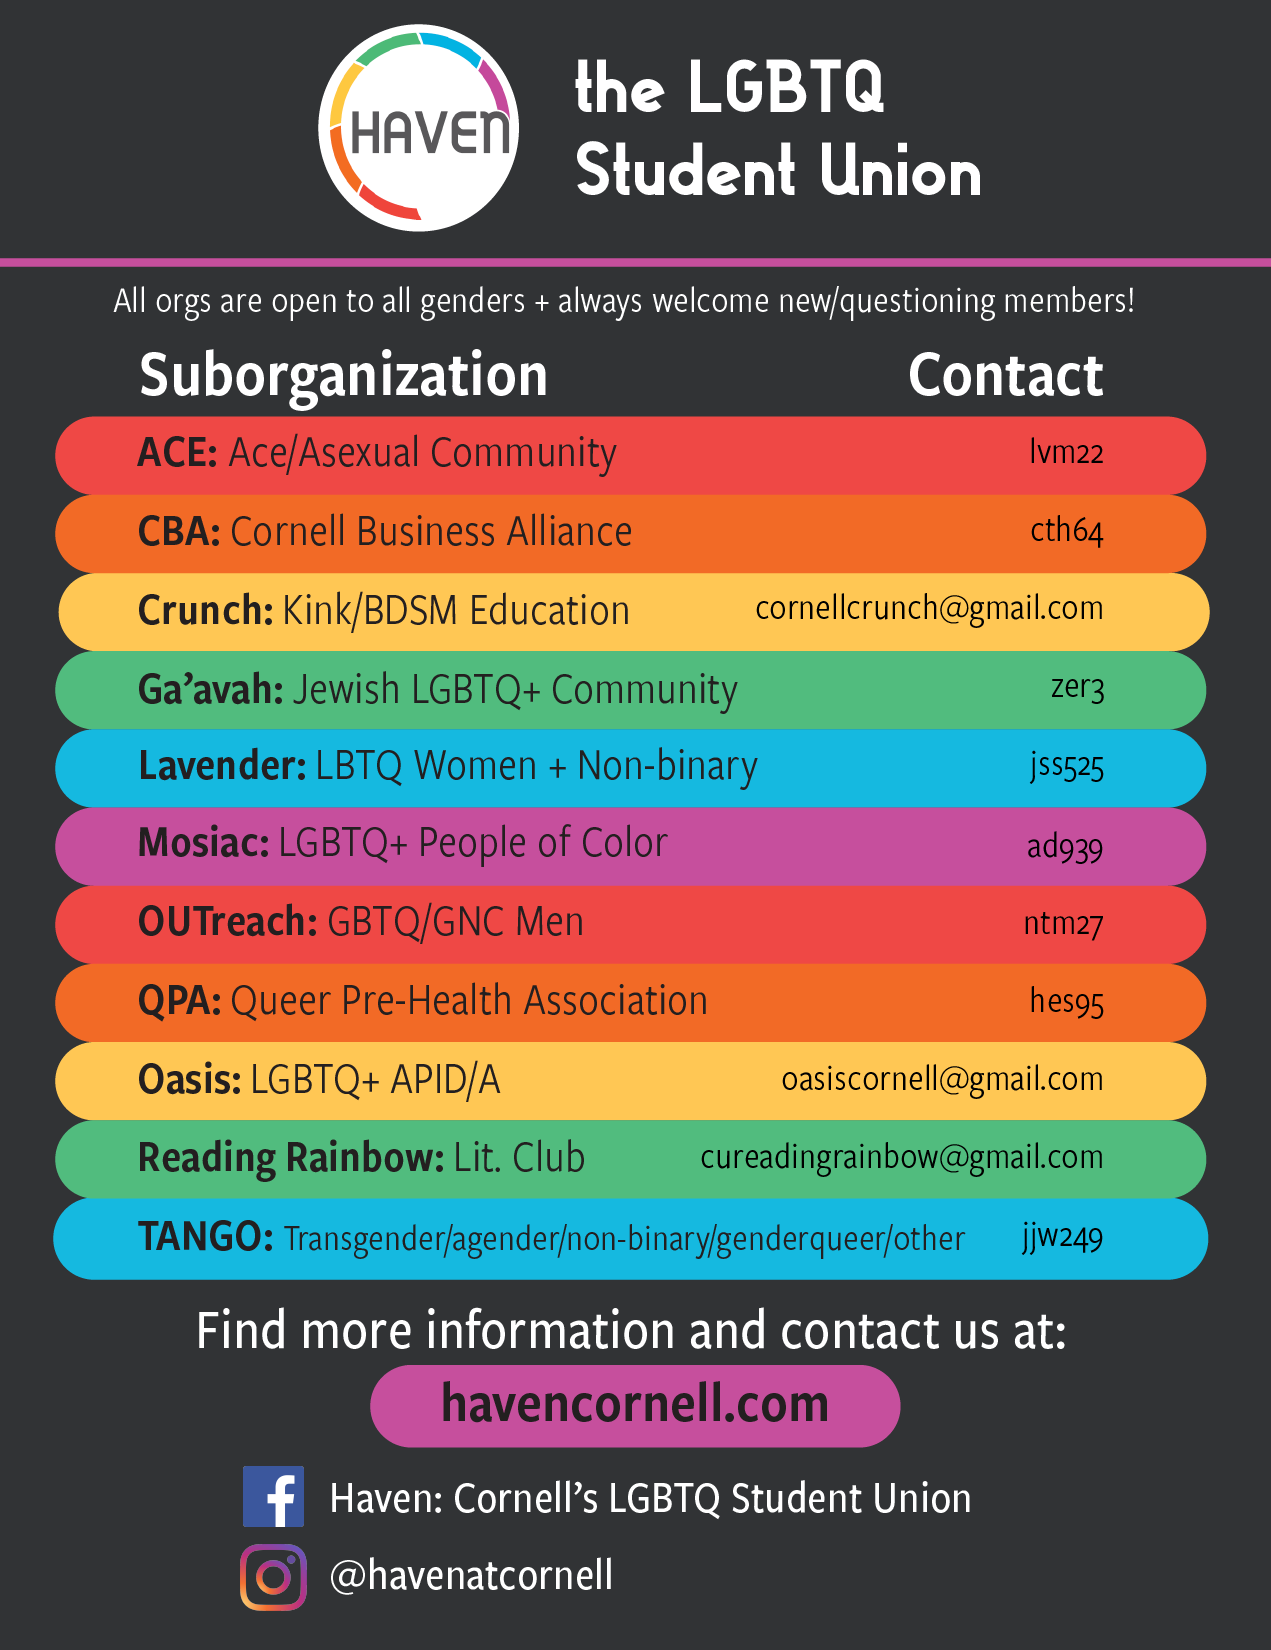 HAVEN
the LGBTQ
Student Union
All orgs are open to all genders + always welcome new/questioning members!
Suborganization Contact
ACE: Ace/Asexual Community lvm22
CBA: Cornell Business Alliance cth64
Crunch: Kink/BDSM Education cornellcrunch@gmail.com
Ga’avah: Jewish LGBTQ+ Community zer3
Lavender: LBTQ Women + Non-binary jss525
Mosiac: LGBTQ+ People of Color ad939
OUTreach: GBTQ/GNC Men ntm27
QPA: Queer Pre-Health Association hes95
Oasis: LGBTQ+ APID/A oasiscornell@gmail.com
Reading Rainbow: Lit. Club cureadingrainbow@gmail.com
TANGO: Transgender/agender/non-binary/genderqueer/other jjw249
Find more information and contact us at:
havencornell.com
Haven: Cornell’s LGBTQ Student Union
@havenatcornell